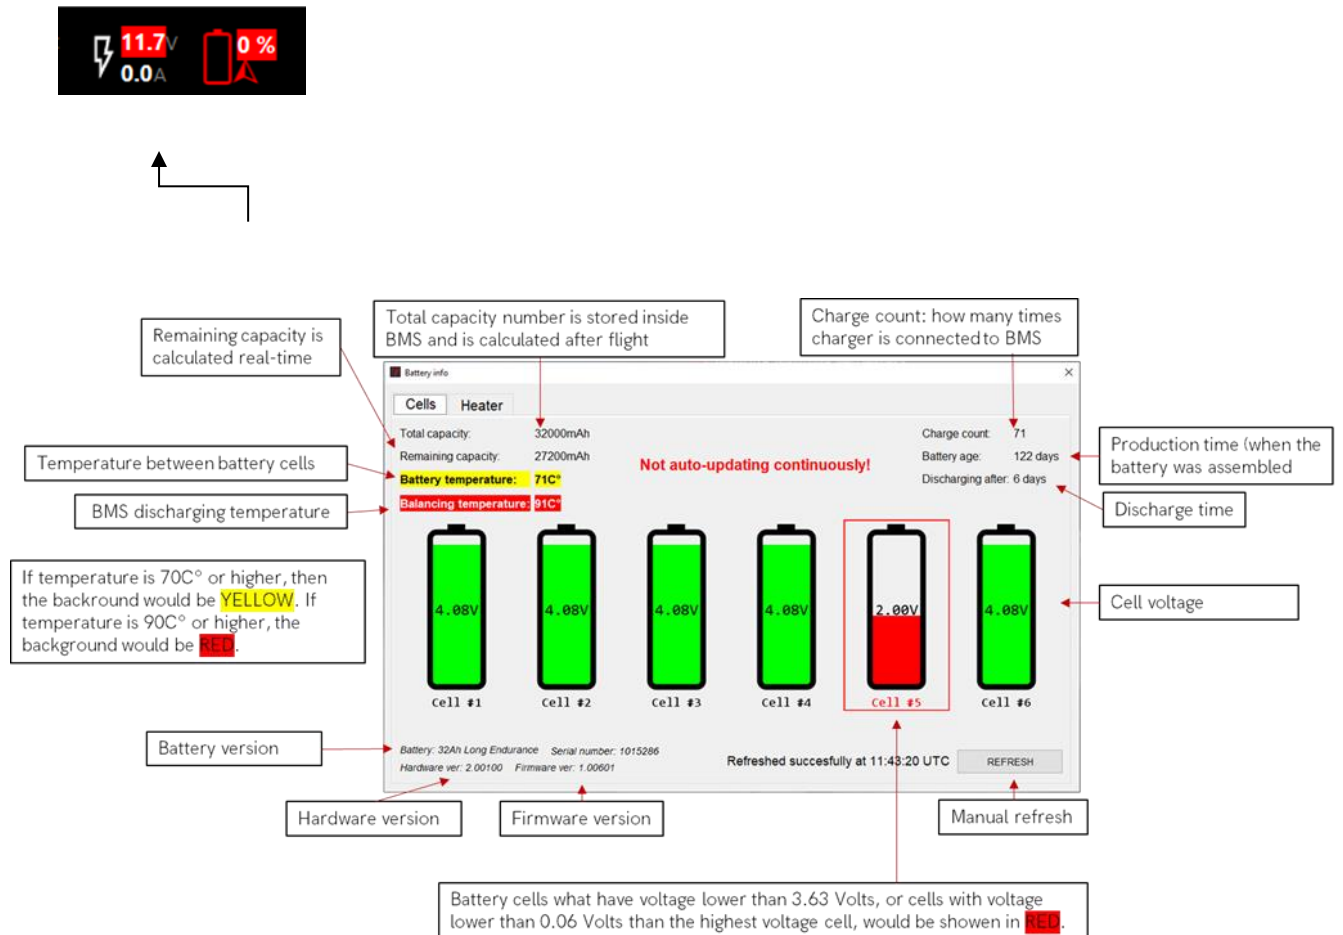 11.7V
0 %
0.0A
Remaining capacity is
calculated real-time
Total capacity number is stored inside
BMS and is calculated after flight
Charge count: how many times
charger is connected to BMS
Battery info
Cells Heater
Total capacity: 32000mAh
Charge count: 71
Remaining capacity: 27200mAh
Not auto-updating continuously!
Battery age: 122 days
Battery temperature: 71C°
Discharging after: 6 days
Balancing temperature: 91C°
Production time (when the
battery was assembled
Temperature between battery cells
Discharge time
BMS discharging temperature
If temperature is 70C° or higher, then
the backround would be YELLOW. If
temperature is 90C° or higher, the
background would be RED.
4.08V 4.08V 4.08V 4.08V 2.00V 4.08V
Cell voltage
Cell #1 Cell #2 Cell #3 Cell #4 Cell #5 Cell #6
Battery version
Battery: 32Ah Long Endurance Serial number: 1015286
Hardware ver: 2.00100 Firmware ver: 1.00601
Refreshed succesfully at 11:43:20 UTC REFRESH
Hardware version
Firmware version
Manual refresh
Battery cells what have voltage lower than 3.63 Volts, or cells with voltage
lower than 0.06 Volts than the highest voltage cell, would be showen in RED.